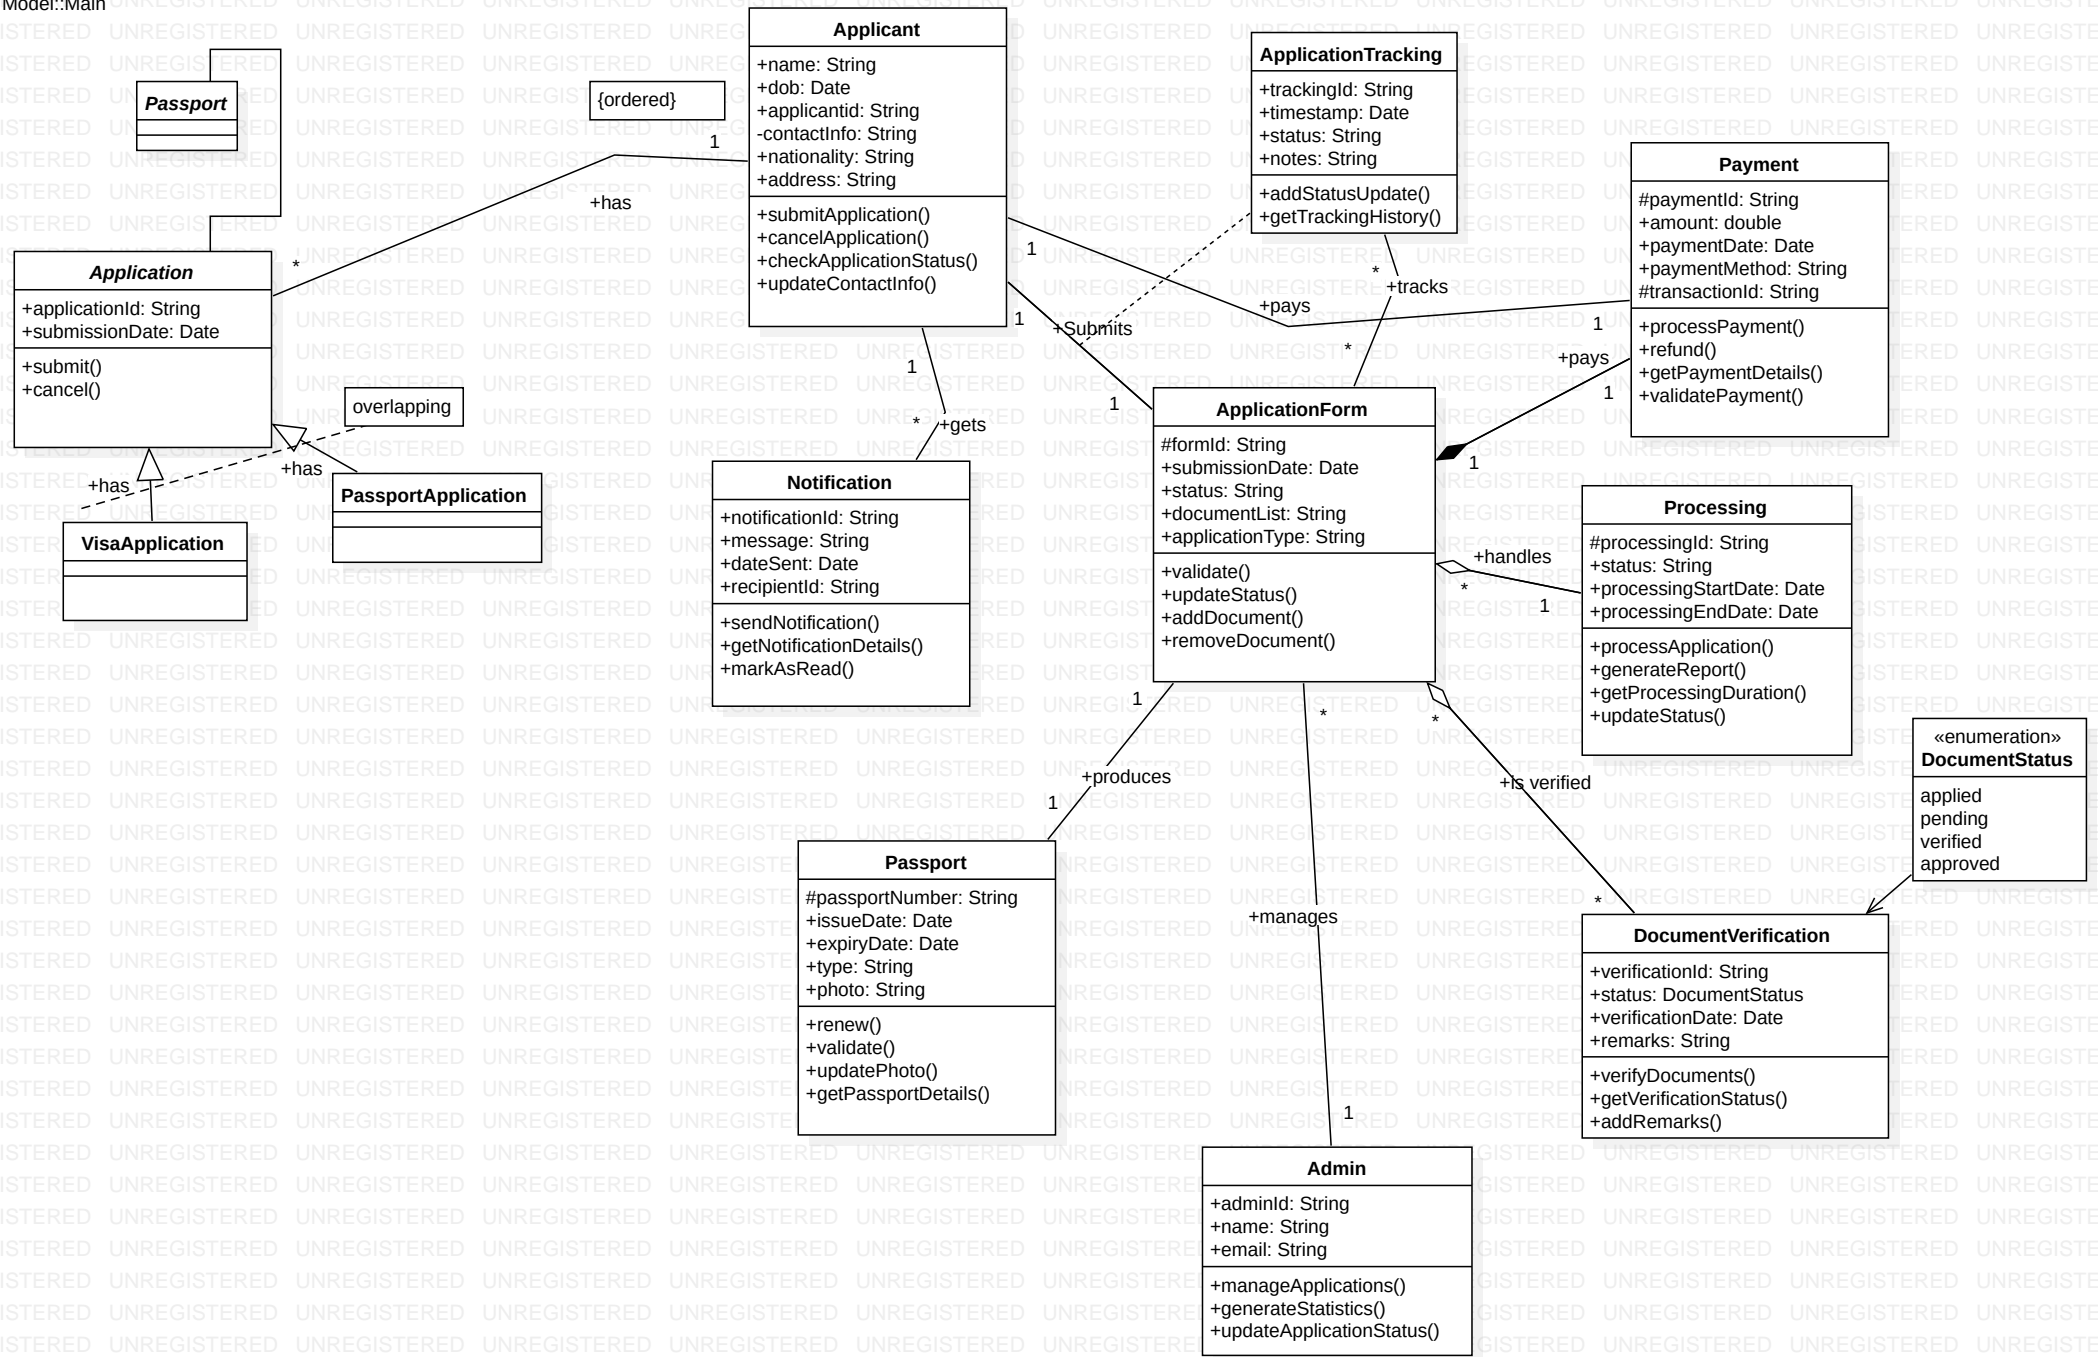 Model::Main
Passport
Application
+applicationId: String
+submissionDate: Date
+submit()
+cancel()
overlapping
+has
+has
VisaApplication
PassportApplication
{ordered}
1
+has
*
Applicant
+name: String
+dob: Date
+applicantid: String
-contactInfo: String
+nationality: String
+address: String
+submitApplication()
+cancelApplication()
+checkApplicationStatus()
+updateContactInfo()
1
*
+gets
Notification
+notificationId: String
+message: String
+dateSent: Date
+recipientId: String
+sendNotification()
+getNotificationDetails()
+markAsRead()
ApplicationTracking
+trackingId: String
+timestamp: Date
+status: String
+notes: String
+addStatusUpdate()
+getTrackingHistory()
*
+tracks
*
1
+pays
1
1
+Submits
1
Payment
#paymentId: String
+amount: double
+paymentDate: Date
+paymentMethod: String
#transactionId: String
+processPayment()
+refund()
+getPaymentDetails()
+validatePayment()
+pays
1
1
ApplicationForm
#formId: String
+submissionDate: Date
+status: String
+documentList: String
+applicationType: String
+validate()
+updateStatus()
+addDocument()
+removeDocument()
+handles
*
1
Processing
#processingId: String
+status: String
+processingStartDate: Date
+processingEndDate: Date
+processApplication()
+generateReport()
+getProcessingDuration()
+updateStatus()
1
+produces
1
*
+manages
1
*
+is verified
*
Passport
#passportNumber: String
+issueDate: Date
+expiryDate: Date
+type: String
+photo: String
+renew()
+validate()
+updatePhoto()
+getPassportDetails()
«enumeration»
DocumentStatus
applied
pending
verified
approved
DocumentVerification
+verificationId: String
+status: DocumentStatus
+verificationDate: Date
+remarks: String
+verifyDocuments()
+getVerificationStatus()
+addRemarks()
Admin
+adminId: String
+name: String
+email: String
+manageApplications()
+generateStatistics()
+updateApplicationStatus()
UNREGISTERED